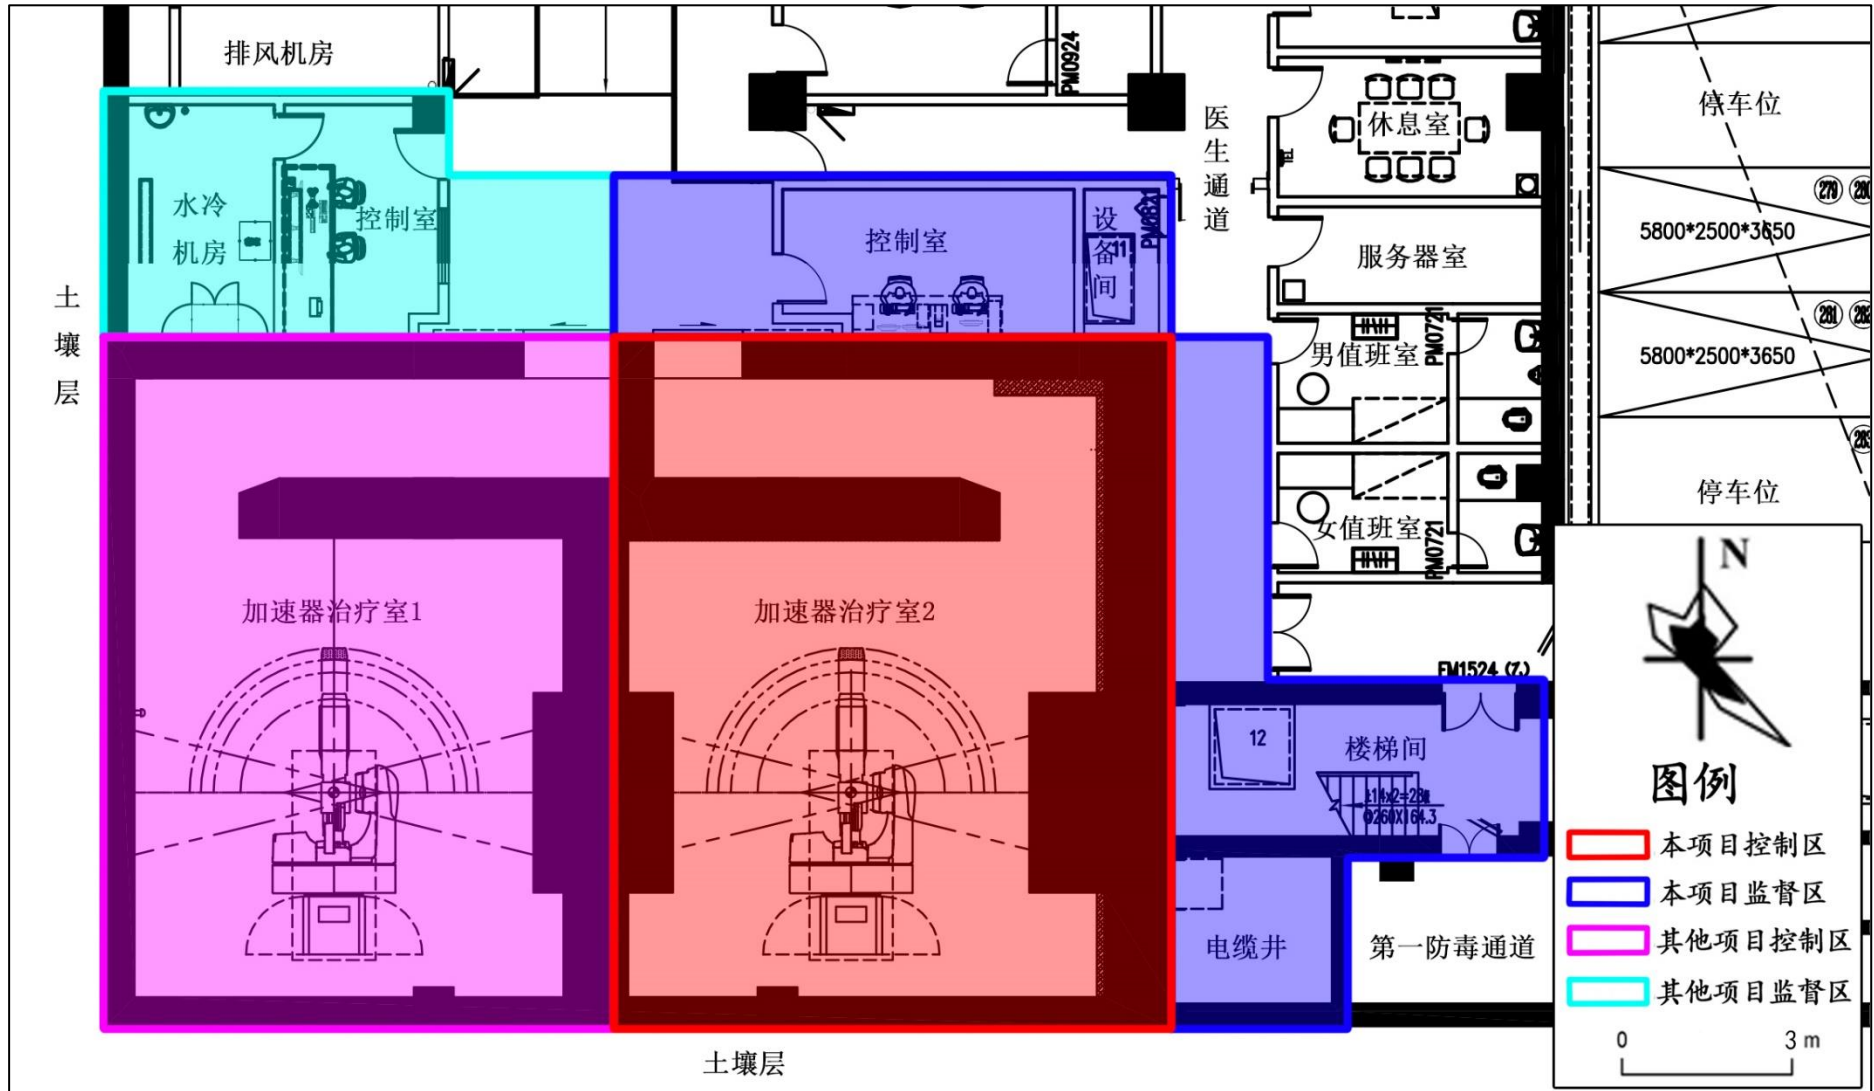 排风机房
PM0924
医生通道
休息室
停车位
水冷机房
控制室
控制室
设备间
11
服务器室
279
5800*2500*3650
土壤层
男值班室
PM0721
281
5800*2500*3650
停车位
女值班室
PM0721
加速器治疗室1
加速器治疗室2
FM1524 (乙)
12
楼梯间
电缆井
第一防毒通道
土壤层
N
图例
本项目控制区
本项目监督区
其他项目控制区
其他项目监督区
0
3 m